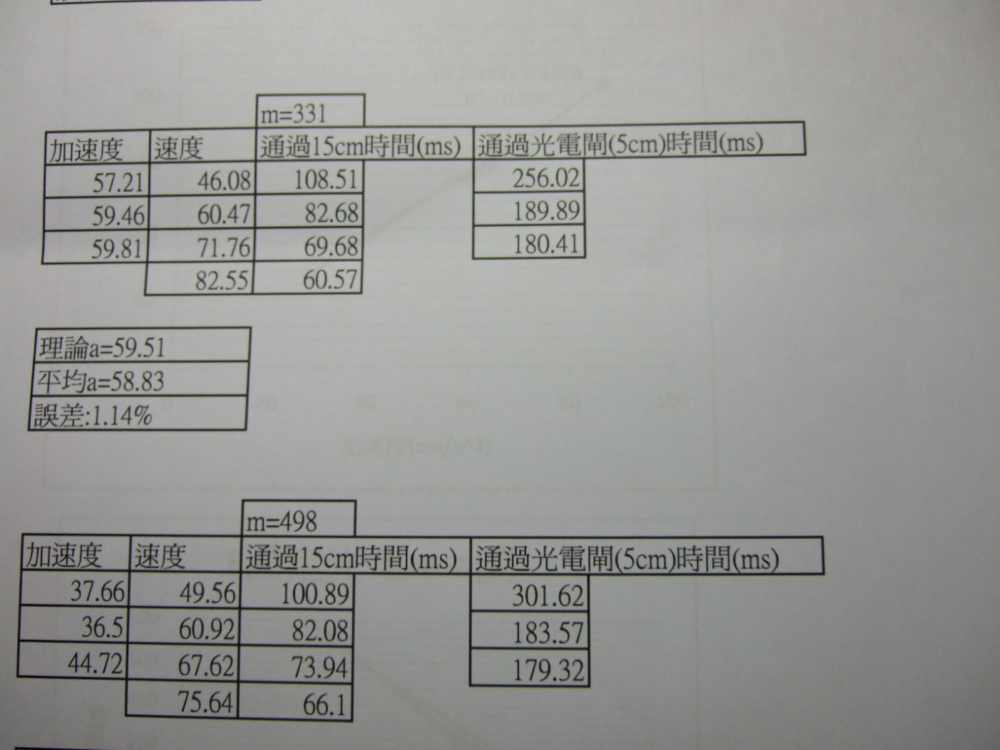 m=331
加速度 速度 通過15cm時間(ms) 通過光電閘(5cm)時間(ms)
57.21 46.08 108.51 256.02
59.46 60.47 82.68 189.89
59.81 71.76 69.68 180.41
82.55 60.57
理論a=59.51
平均a=58.83
誤差:1.14%
m=498
加速度 速度 通過15cm時間(ms) 通過光電閘(5cm)時間(ms)
37.66 49.56 100.89 301.62
36.5 60.92 82.08 183.57
44.72 67.62 73.94 179.32
75.64 66.1